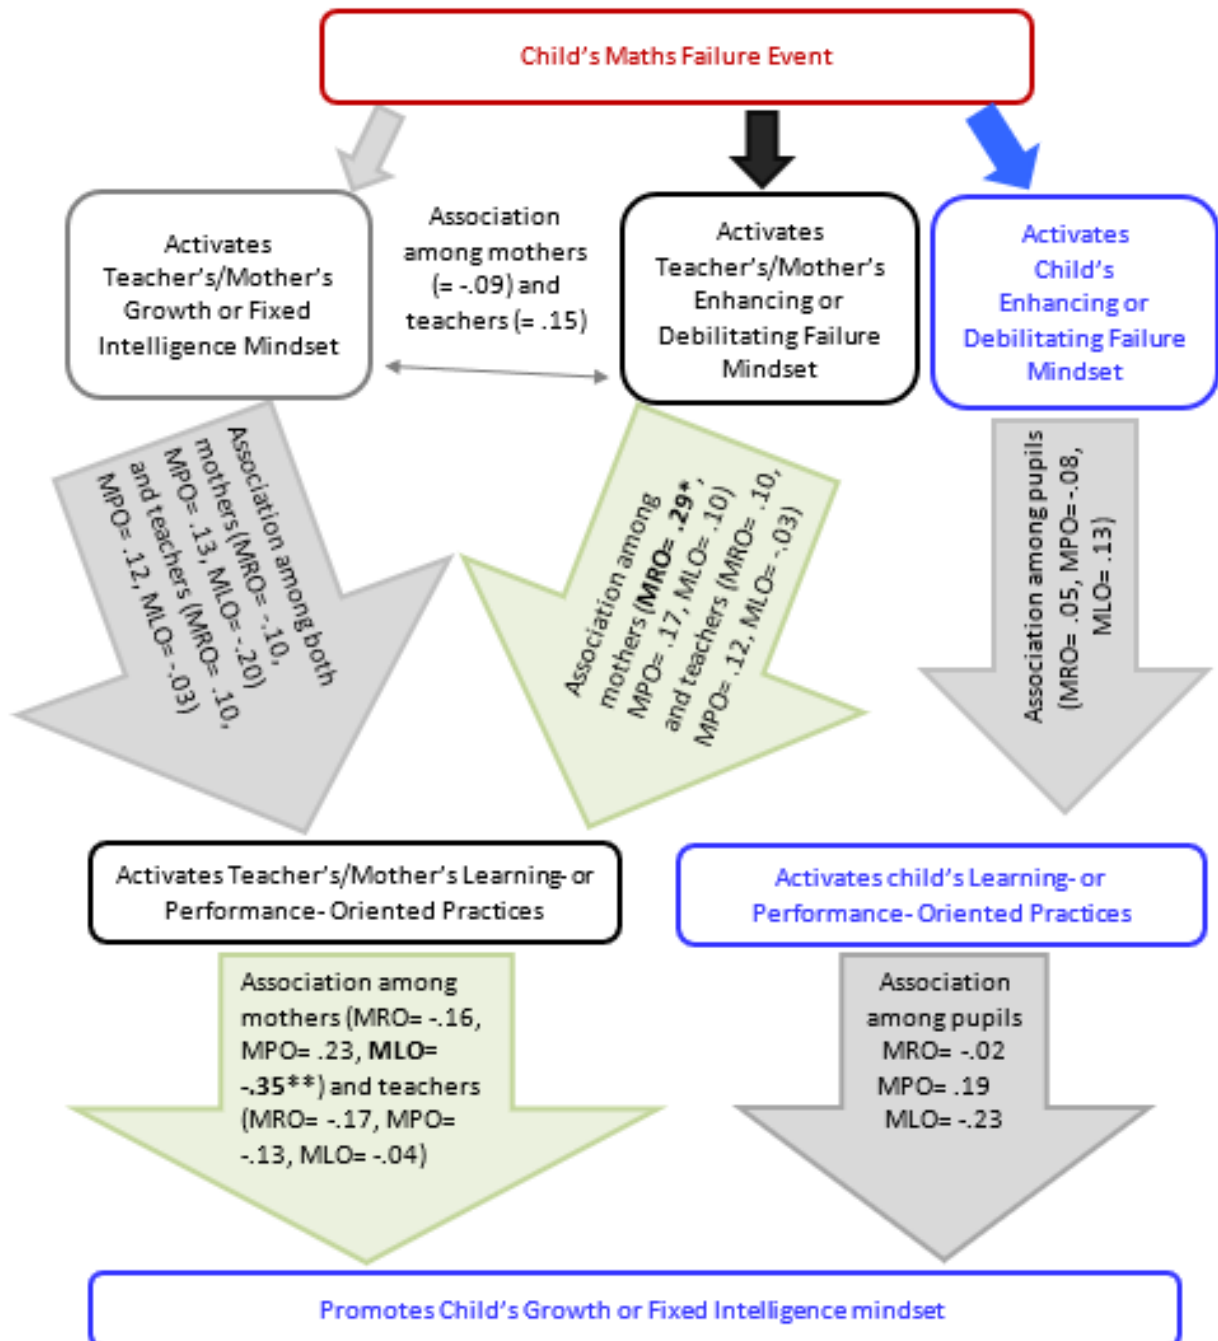 Child's Maths Failure Event
Activates
Teacher's/Mother's
Growth or Fixed
Intelligence Mindset
Association
among mothers
(= -.09) and
teachers (= .15)
Activates
Teacher's/Mother's
Enhancing or
Debilitating Failure
Mindset
Activates
Child's
Enhancing or
Debilitating Failure
Mindset
Association among both
mothers (MRO= -.10,
MPO= .13, MLO= -.20)
and teachers (MRO= .10,
MPO= .12, MLO= -.03)
Association among
mothers (MRO= .29*,
MPO= .17, MLO= .10)
and teachers (MRO= .10,
MPO= .12, MLO= -.03)
Association among pupils
(MRO= .05, MPO= -.08,
MLO= .13)
Activates Teacher's/Mother's Learning- or
Performance- Oriented Practices
Activates child's Learning- or
Performance- Oriented Practices
Association among
mothers (MRO= -.16,
MPO= .23, MLO=
-.35**) and teachers
(MRO= -.17, MPO=
-.13, MLO= -.04)
Association
among pupils
MRO= -.02
MPO= .19
MLO= -.23
Promotes Child's Growth or Fixed Intelligence mindset